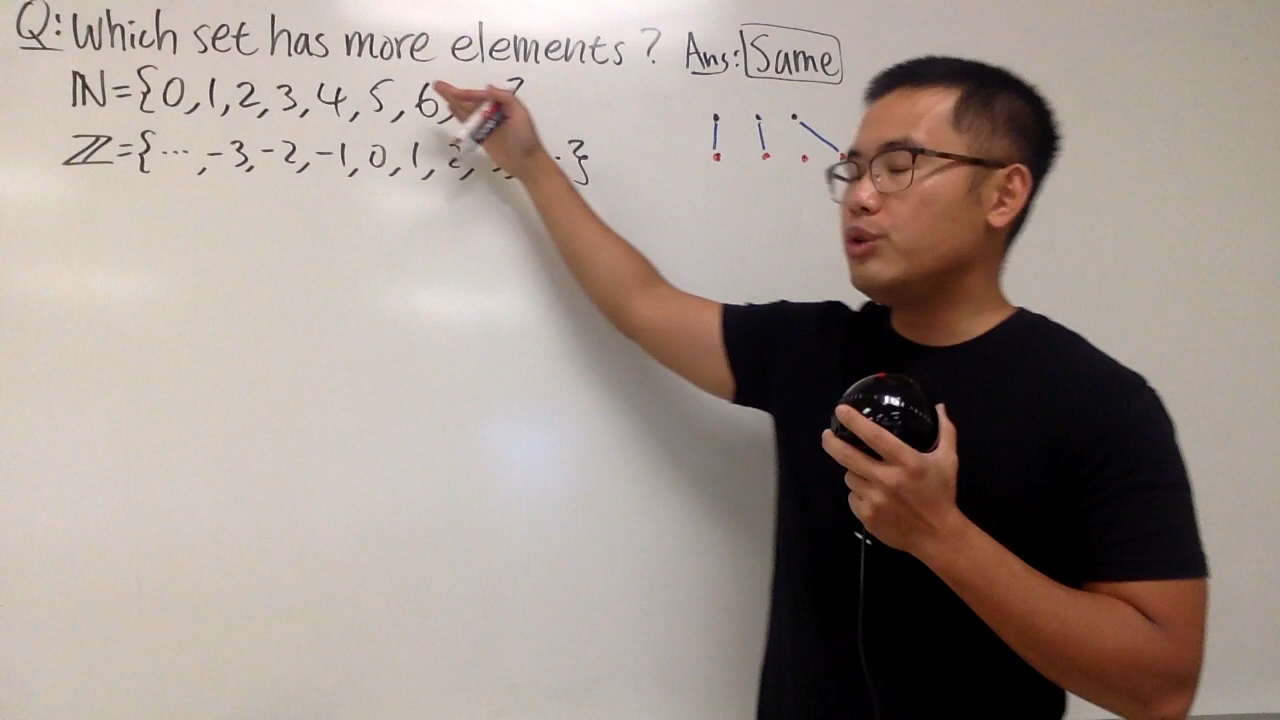 Q: Which set has more elements? Ans: Same
ℕ={0,1,2,3,4,5,6,
ℤ={⋯,-3,-2,-1,0,1,2,